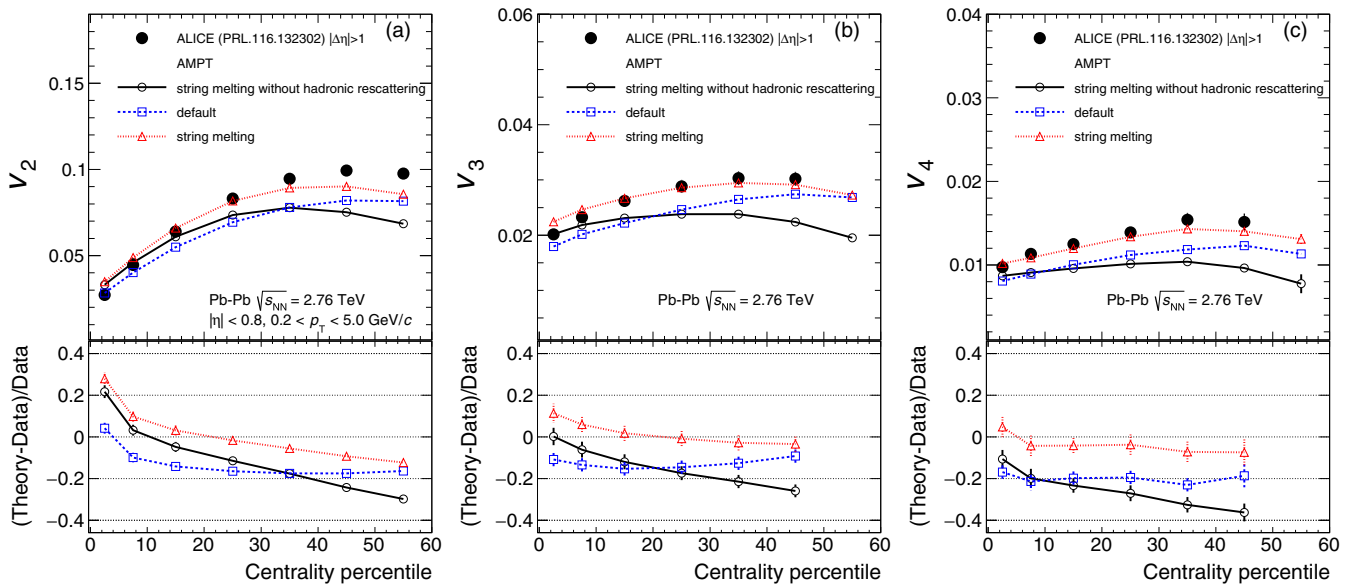 (a)
ALICE (PRL.116.132302) |Δη|>1
AMPT
string melting without hadronic rescattering
default
string melting
0.15
0.1
0.05
v2
Pb-Pb √sNN = 2.76 TeV
|η| < 0.8, 0.2 < pT < 5.0 GeV/c
0.4
0.2
0
−0.2
−0.4
(Theory-Data)/Data
0 10 20 30 40 50 60
Centrality percentile
(b)
ALICE (PRL.116.132302) |Δη|>1
AMPT
string melting without hadronic rescattering
default
string melting
0.06
0.04
0.02
v3
Pb-Pb √sNN = 2.76 TeV
0.4
0.2
0
−0.2
−0.4
(Theory-Data)/Data
0 10 20 30 40 50 60
Centrality percentile
(c)
ALICE (PRL.116.132302) |Δη|>1
AMPT
string melting without hadronic rescattering
default
string melting
0.04
0.03
0.02
0.01
v4
Pb-Pb √sNN = 2.76 TeV
0.4
0.2
0
−0.2
−0.4
(Theory-Data)/Data
0 10 20 30 40 50 60
Centrality percentile